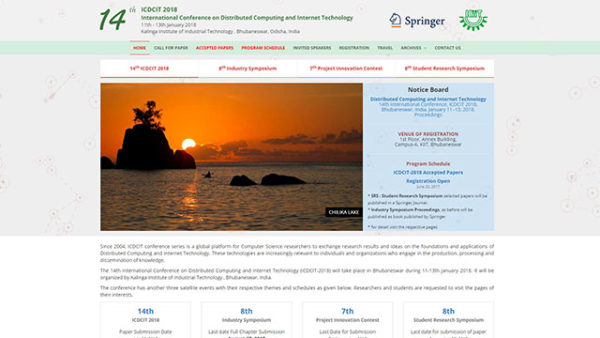 14th
ICDCIT 2018
International Conference on Distributed Computing and Internet Technology
11th - 13th January 2018
Kalinga Institute of Industrial Technology, Bhubaneswar, Odisha, India
Springer
HOME CALL FOR PAPER ACCEPTED PAPERS PROGRAM SCHEDULE INVITED SPEAKERS REGISTRATION TRAVEL ARCHIVES CONTACT US
14TH ICDCIT 2018 8th Industry Symposium 7th Project Innovation Contest 8th Student Research Symposium
CHILIKA LAKE
Notice Board
Distributed Computing and Internet Technology
14th International Conference, ICDCIT 2018,
Bhubaneswar, India, January 11–13, 2018,
Proceedings
VENUE OF REGISTRATION
1st Floor, Annex Building,
Campus-6, KIIT, Bhubaneswar
Program Schedule
ICDCIT-2018 Accepted Papers
Registration Open
* SRS - Student Research Symposium selected papers will be
published in a Springer Journal.
* Industry Symposium Proceedings, as before will be
published as book published by Springer
* for detail visit the respective pages
Since 2004, ICDCIT conference series is a global platform for Computer Science researchers to exchange research results and ideas on the foundations and applications of
Distributed Computing and Internet Technology. These technologies are increasingly relevant to individuals and organizations who engage in the production, processing and
dissemination of knowledge.
The 14th International Conference on Distributed Computing and Internet Technology (ICDCIT-2018) will take place in Bhubaneswar during 11-13th January 2018. It will be
organized by Kalinga Institute of Industrial Technology, Bhubaneswar, India.
The conference has another three satellite events with their respective themes and schedules as given below. Researchers and students are requested to visit the pages of
their interests.
14th
ICDCIT 2018
Paper Submission Date
8th
Industry Symposium
Last date Full Chapter Submission
7th
Project Innovation Contest
Last Date for Submission
8th
Student Research Symposium
Last date for submission of paper